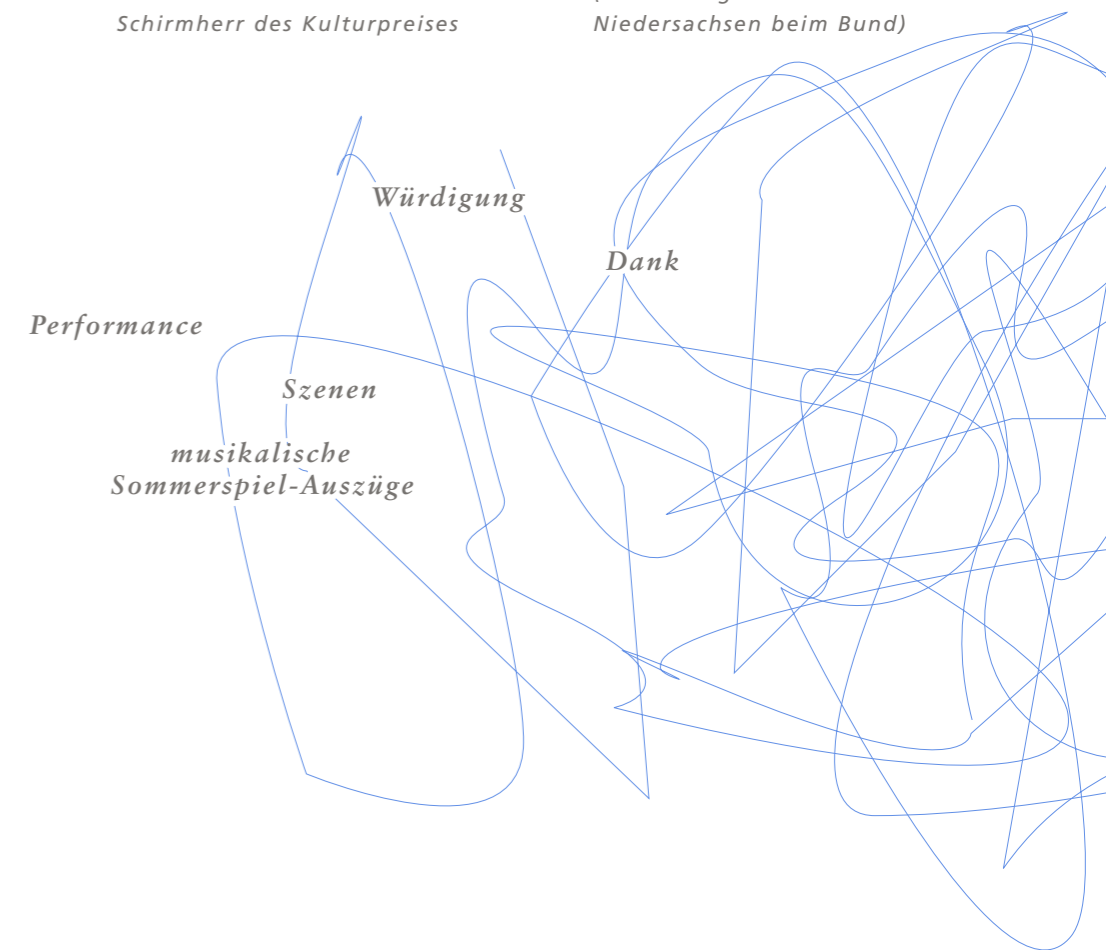 Schirmherr des Kulturpreises
Niedersachsen beim Bund)
Würdigung
Dank
Performance
Szenen
musikalische
Sommerspiel-Auszüge